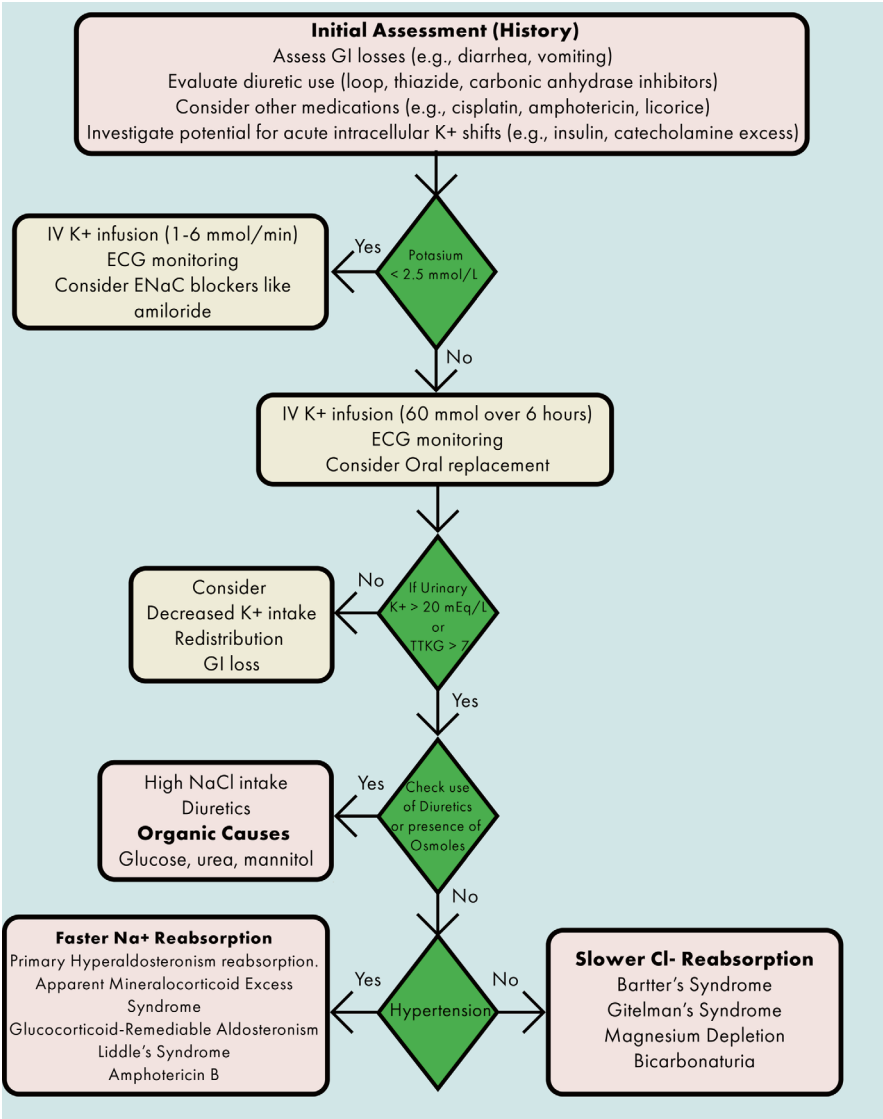 Initial Assessment (History)
Assess GI losses (e.g., diarrhea, vomiting)
Evaluate diuretic use (loop, thiazide, carbonic anhydrase inhibitors)
Consider other medications (e.g., cisplatin, amphotericin, licorice)
Investigate potential for acute intracellular K+ shifts (e.g., insulin, catecholamine excess)
Potasium
< 2.5 mmol/L
Yes
IV K+ infusion (1-6 mmol/min)
ECG monitoring
Consider ENaC blockers like
amiloride
No
IV K+ infusion (60 mmol over 6 hours)
ECG monitoring
Consider Oral replacement
If Urinary
K+ > 20 mEq/L
or
TTKG > 7
No
Consider
Decreased K+ intake
Redistribution
GI loss
Yes
Check use
of Diuretics
or presence of
Osmoles
Yes
High NaCl intake
Diuretics
Organic Causes
Glucose, urea, mannitol
No
Hypertension
Yes
Faster Na+ Reabsorption
Primary Hyperaldosteronism reabsorption.
Apparent Mineralocorticoid Excess
Syndrome
Glucocorticoid-Remediable Aldosteronism
Liddle's Syndrome
Amphotericin B
No
Slower Cl- Reabsorption
Bartter's Syndrome
Gitelman's Syndrome
Magnesium Depletion
Bicarbonaturia